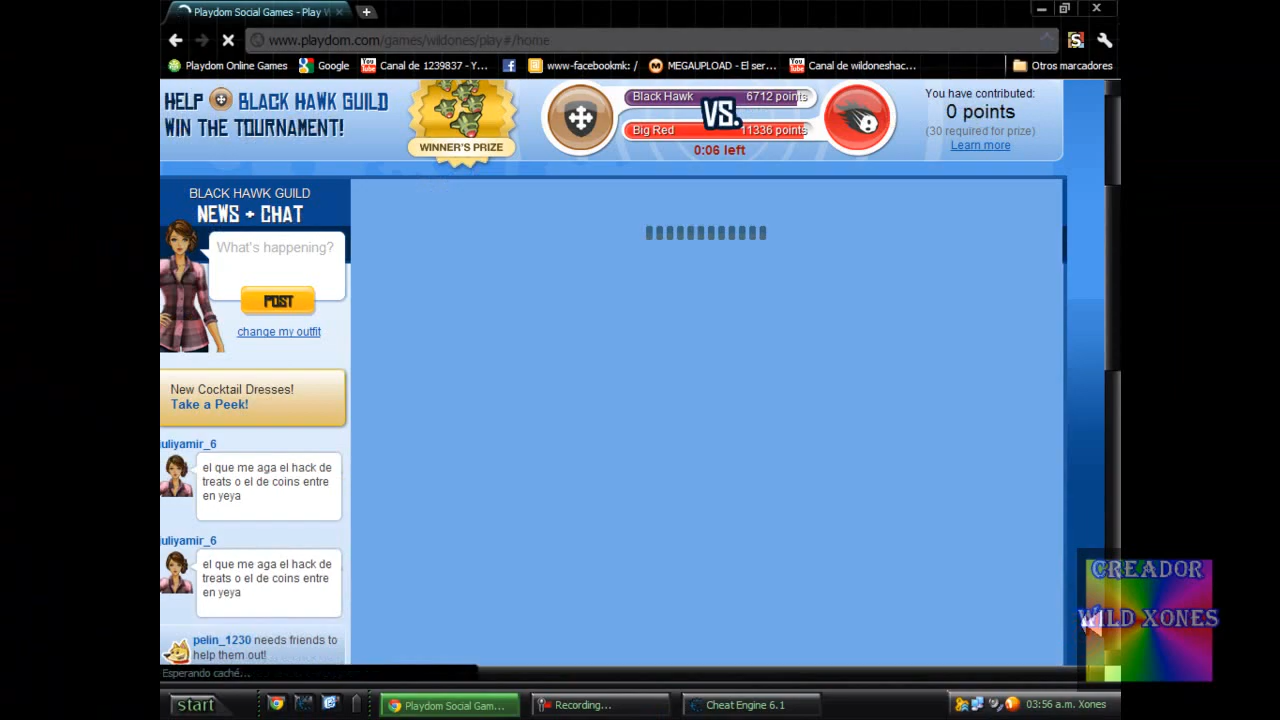 Playdom Social Games - Play W
www.playdom.com/games/wildones/play#/home
S
Playdom Online Games
Google
You Tube
Canal de 1239837 - Y...
www-facebookmk: /
MEGAUPLOAD - El ser...
You Tube
Canal de wildoneshac...
Otros marcadores
HELP BLACK HAWK GUILD
WIN THE TOURNAMENT!
WINNER'S PRIZE
Black Hawk 6712 points
VS.
Big Red 11336 points
0:06 left
You have contributed:
0 points
(30 required for prize)
Learn more
BLACK HAWK GUILD
NEWS + CHAT
What's happening?
POST
change my outfit
New Cocktail Dresses!
Take a Peek!
uliyamir_6
el que me aga el hack de
treats o el de coins entre
en yeya
uliyamir_6
el que me aga el hack de
treats o el de coins entre
en yeya
pelin_1230 needs friends to
help them out!
Esperando caché...
CREADOR
WILD XONES
start
Playdom Social Gam...
Recording...
Cheat Engine 6.1
03:56 a.m. Xones